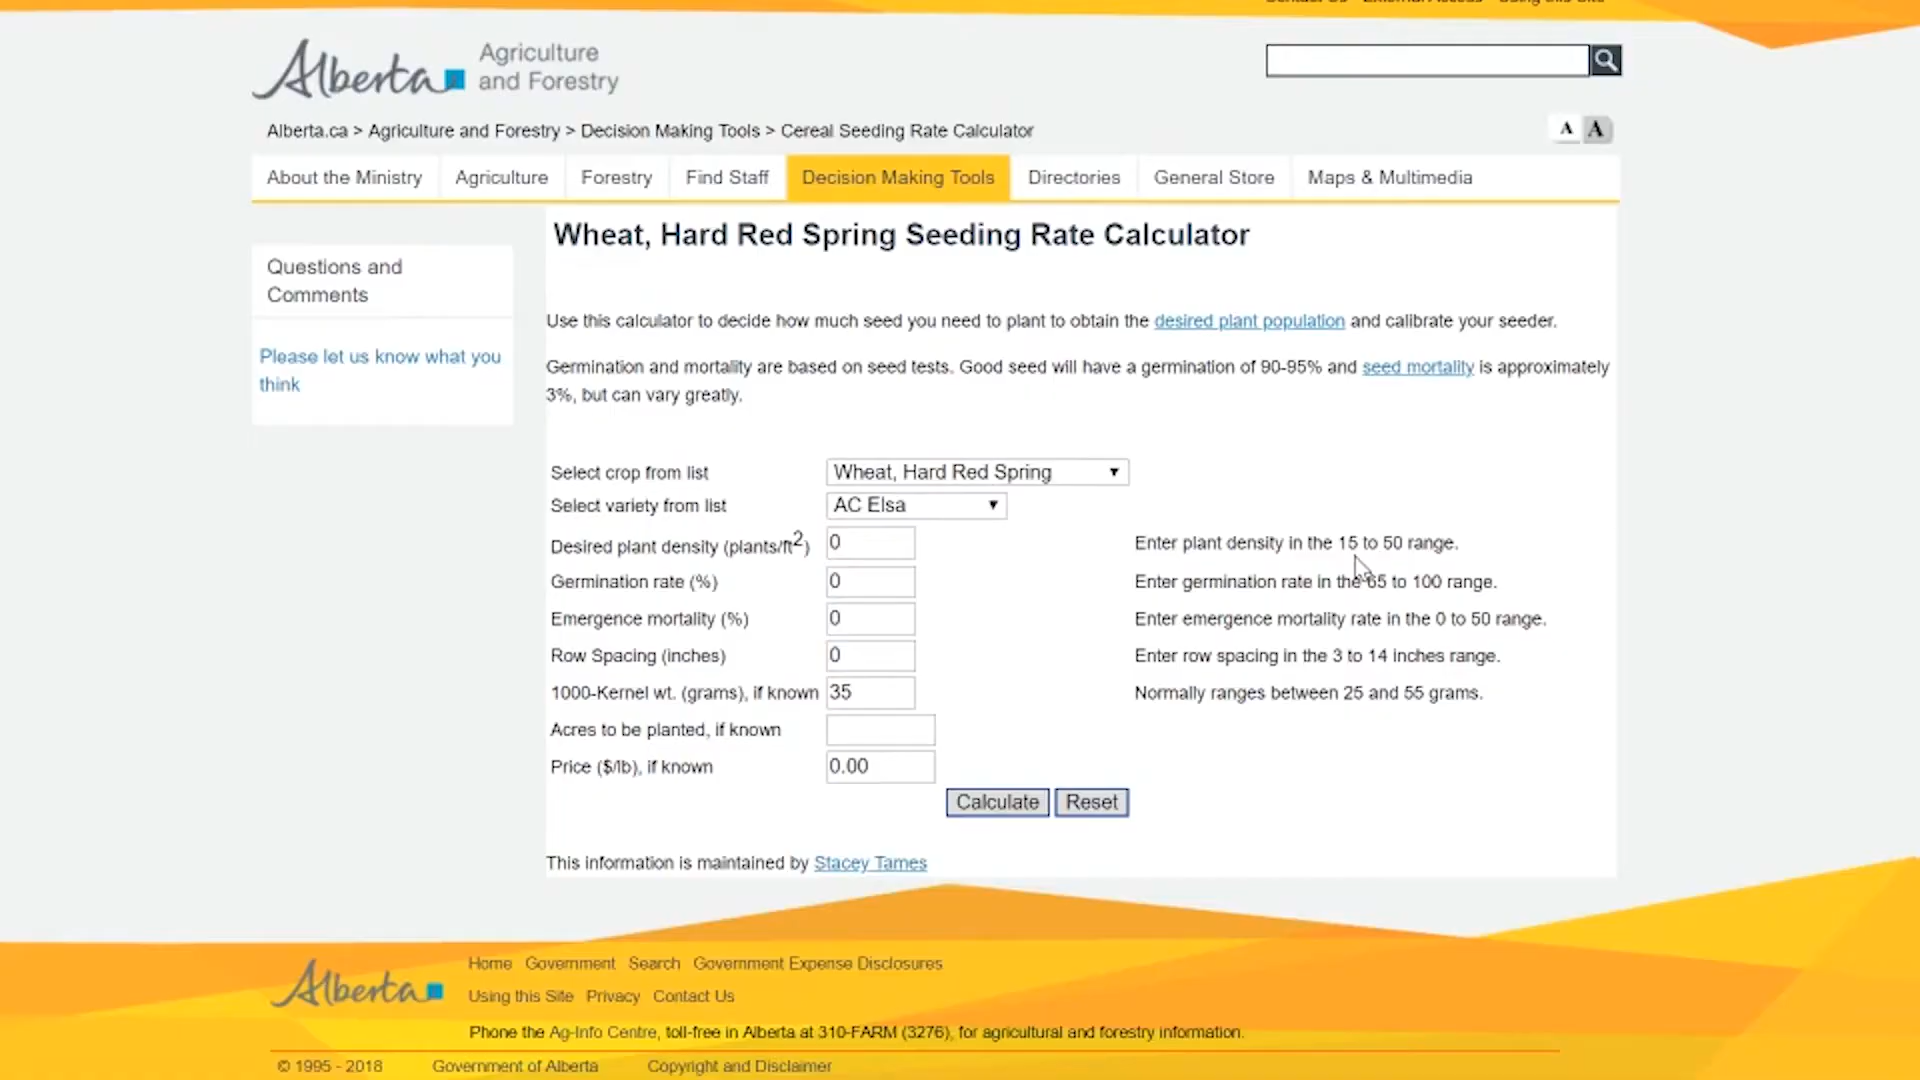 Contact Us External Access Using this Site
Alberta Agriculture
and Forestry
Alberta.ca > Agriculture and Forestry > Decision Making Tools > Cereal Seeding Rate Calculator
A A
About the Ministry Agriculture Forestry Find Staff Decision Making Tools Directories General Store Maps & Multimedia
Wheat, Hard Red Spring Seeding Rate Calculator
Questions and
Comments
Please let us know what you
think
Use this calculator to decide how much seed you need to plant to obtain the desired plant population and calibrate your seeder.
Germination and mortality are based on seed tests. Good seed will have a germination of 90-95% and seed mortality is approximately
3%, but can vary greatly.
Select crop from list Wheat, Hard Red Spring
Select variety from list AC Elsa
Desired plant density (plants/ft2) 0 Enter plant density in the 15 to 50 range.
Germination rate (%) 0 Enter germination rate in the 65 to 100 range.
Emergence mortality (%) 0 Enter emergence mortality rate in the 0 to 50 range.
Row Spacing (inches) 0 Enter row spacing in the 3 to 14 inches range.
1000-Kernel wt. (grams), if known 35 Normally ranges between 25 and 55 grams.
Acres to be planted, if known
Price ($/lb), if known 0.00
Calculate Reset
This information is maintained by Stacey Tames
Alberta
Home Government Search Government Expense Disclosures
Using this Site Privacy Contact Us
Phone the Ag-Info Centre, toll-free in Alberta at 310-FARM (3276), for agricultural and forestry information.
© 1995 - 2018 Government of Alberta Copyright and Disclaimer